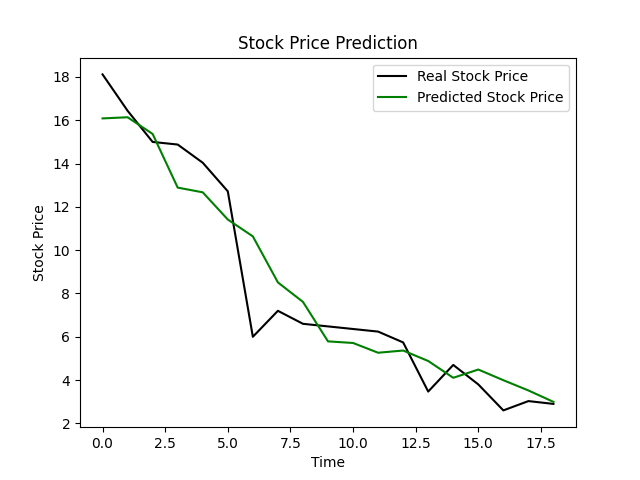 Stock Price Prediction
Real Stock Price
Predicted Stock Price
Stock Price
18
16
14
12
10
8
6
4
2
0.0 2.5 5.0 7.5 10.0 12.5 15.0 17.5
Time